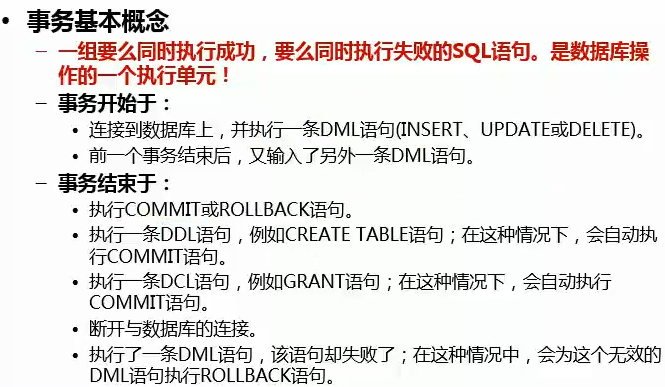 • 事务基本概念
– 一组要么同时执行成功，要么同时执行失败的SQL语句。是数据库操
作的一个执行单元！
– 事务开始于：
• 连接到数据库上，并执行一条DML语句(INSERT、UPDATE或DELETE)。
• 前一个事务结束后，又输入了另外一条DML语句。
– 事务结束于：
• 执行COMMIT或ROLLBACK语句。
• 执行一条DDL语句，例如CREATE TABLE语句；在这种情况下，会自动执
行COMMIT语句。
• 执行一条DCL语句，例如GRANT语句；在这种情况下，会自动执行
COMMIT语句。
• 断开与数据库的连接。
• 执行了一条DML语句，该语句却失败了；在这种情况中，会为这个无效的
DML语句执行ROLLBACK语句。